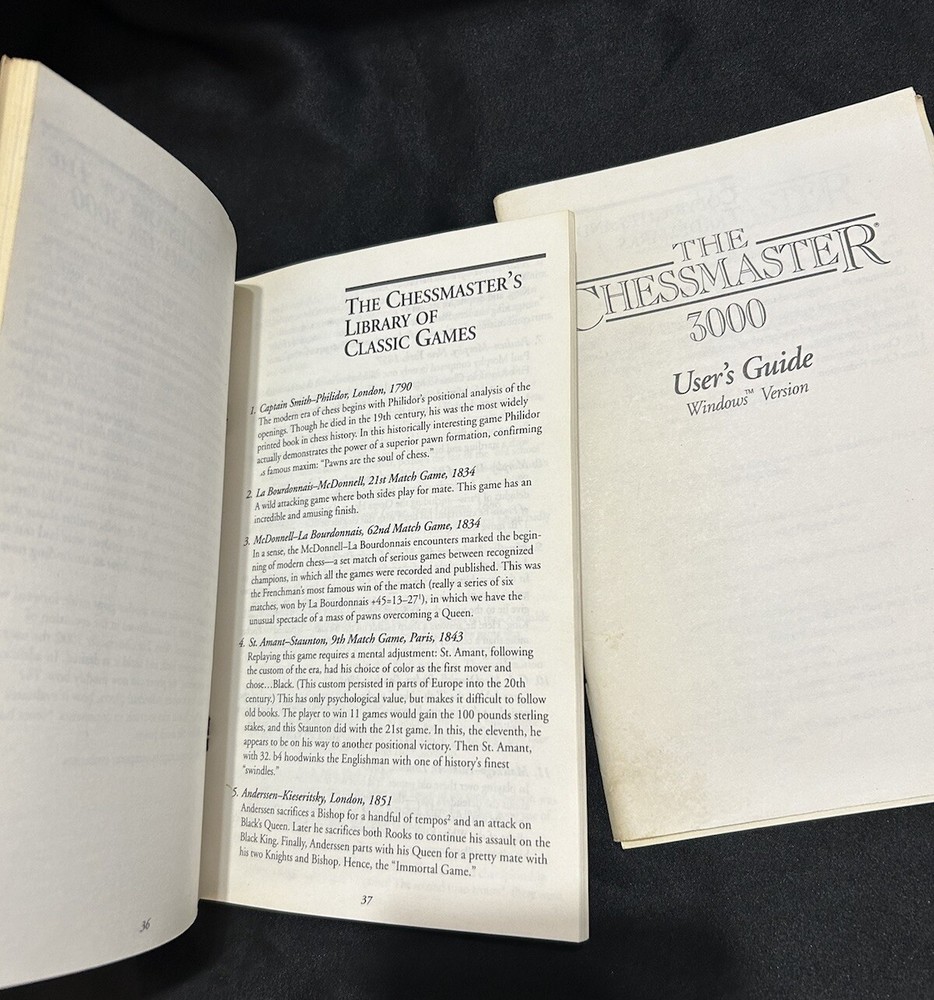 THE CHESSMASTER'S
LIBRARY OF
CLASSIC GAMES
1. Captain Smith–Philidor, London, 1790
The modern era of chess begins with Philidor's positional analysis of the
openings. Though he died in the 19th century, his was the most widely
printed book in chess history. In this historically interesting game Philidor
actually demonstrates the power of a superior pawn formation, confirming
s famous maxim: "Pawns are the soul of chess."
2. La Bourdonnais–McDonnell, 21st Match Game, 1834
A wild attacking game where both sides play for mate. This game has an
incredible and amusing finish.
3. McDonnell–La Bourdonnais, 62nd Match Game, 1834
In a sense, the McDonnell–La Bourdonnais encounters marked the begin-
ning of modern chess—a set match of serious games between recognized
champions, in which all the games were recorded and published. This was
the Frenchman's most famous win of the match (really a series of six
matches, won by La Bourdonnais +45=13–27¹), in which we have the
unusual spectacle of a mass of pawns overcoming a Queen.
4. St. Amant–Staunton, 9th Match Game, Paris, 1843
Replaying this game requires a mental adjustment: St. Amant, following
the custom of the era, had his choice of color as the first mover and
chose...Black. (This custom persisted in parts of Europe into the 20th
century.) This has only psychological value, but makes it difficult to follow
old books. The player to win 11 games would gain the 100 pounds sterling
stakes, and this Staunton did with the 21st game. In this, the eleventh, he
appears to be on his way to another positional victory. Then St. Amant,
with 32. b4 hoodwinks the Englishman with one of history's finest
"swindles."
5. Anderssen–Kieseritsky, London, 1851
Anderssen sacrifices a Bishop for a handful of tempos² and an attack on
Black's Queen. Later he sacrifices both Rooks to continue his assault on the
Black King. Finally, Anderssen parts with his Queen for a pretty mate with
his two Knights and Bishop. Hence, the "Immortal Game."
36
37
THE
CHESSMASTER®
3000
User's Guide
Windows™ Version